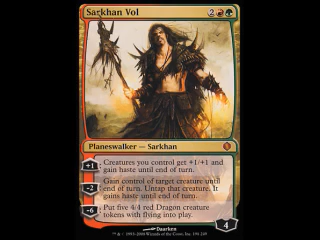 Sarkhan Vol 2
Planeswalker — Sarkhan
+1: Creatures you control get +1/+1 and
gain haste until end of turn.
-2: Gain control of target creature until
end of turn. Untap that creature. It
gains haste until end of turn.
-6: Put five 4/4 red Dragon creature
tokens with flying into play.
4
Daarken